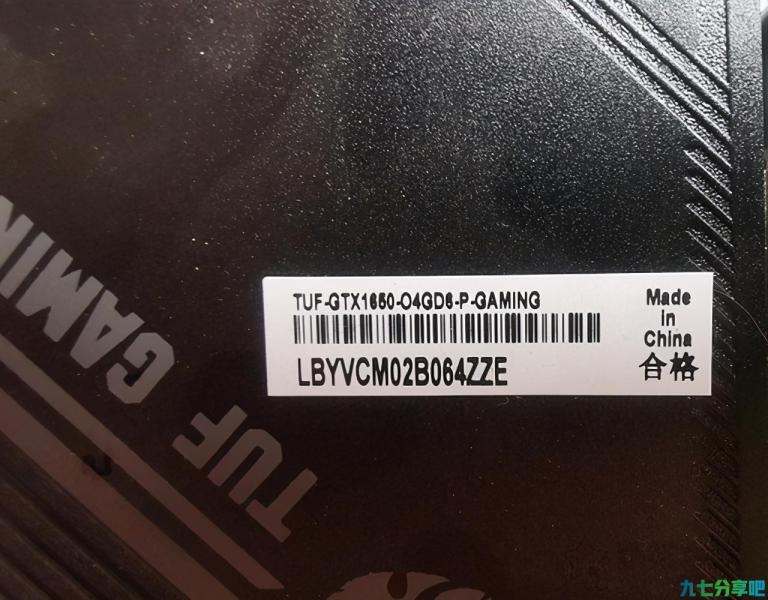 TUF-GTX1650-O4GD6-P-GAMING
LBYVCM02B064ZZE
Made
in
China
合格
TUF GAMIN
九七分享吧